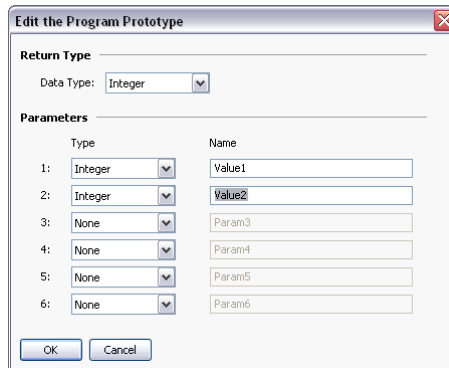 Edit the Program Prototype
Return Type
Data Type: Integer
Parameters
Type Name
1: Integer Value1
2: Integer Value2
3: None Param3
4: None Param4
5: None Param5
6: None Param6
OK Cancel